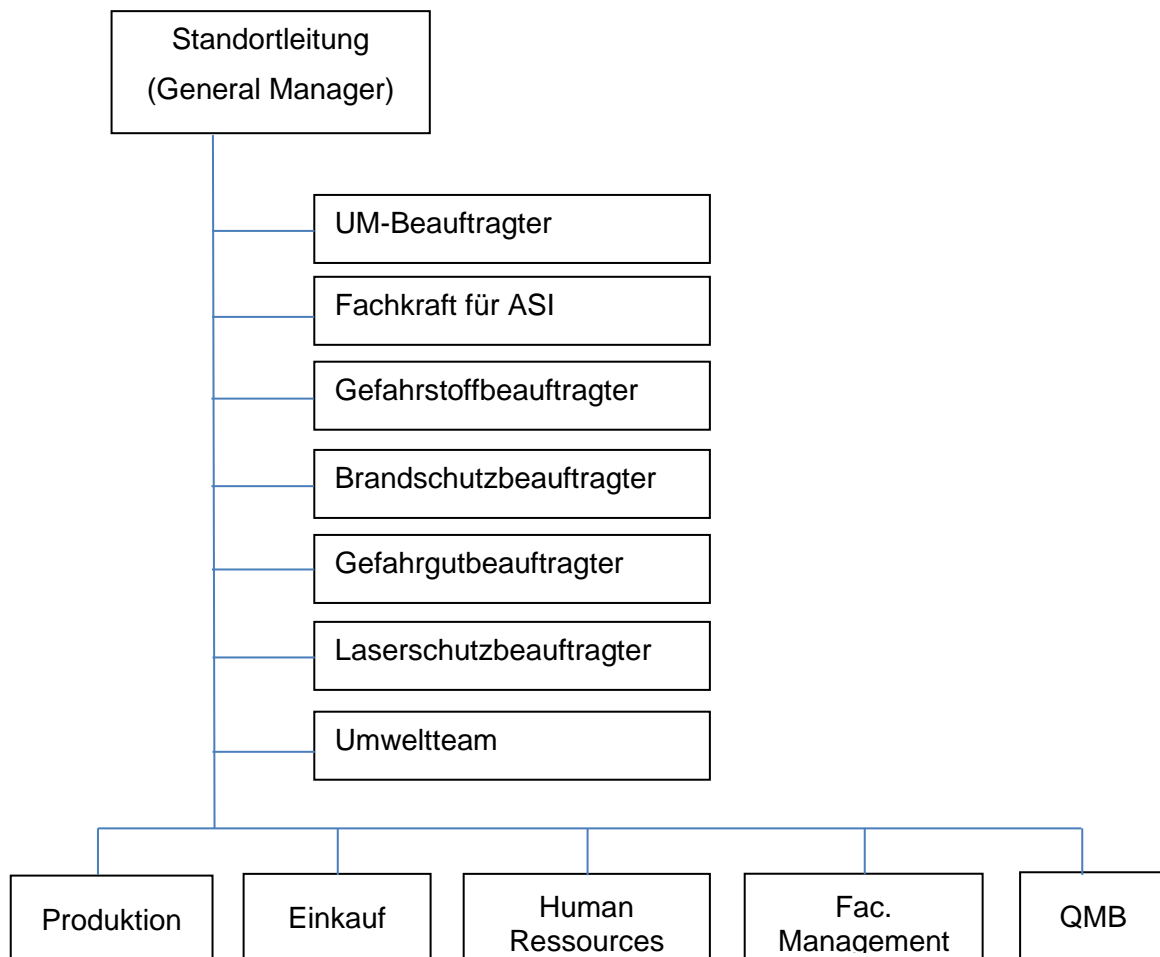 Standortleitung
(General Manager)
UM-Beauftragter
Fachkraft für ASI
Gefahrstoffbeauftragter
Brandschutzbeauftragter
Gefahrgutbeauftragter
Laserschutzbeauftragter
Umweltteam
Produktion
Einkauf
Human
Ressources
Fac.
Management
QMB